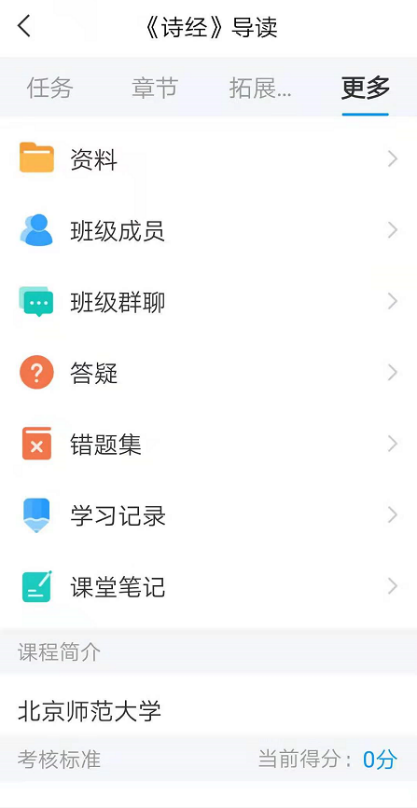 《诗经》导读
任务 章节 拓展... 更多
资料
班级成员
班级群聊
答疑
错题集
学习记录
课堂笔记
课程简介
北京师范大学
考核标准 当前得分：0分